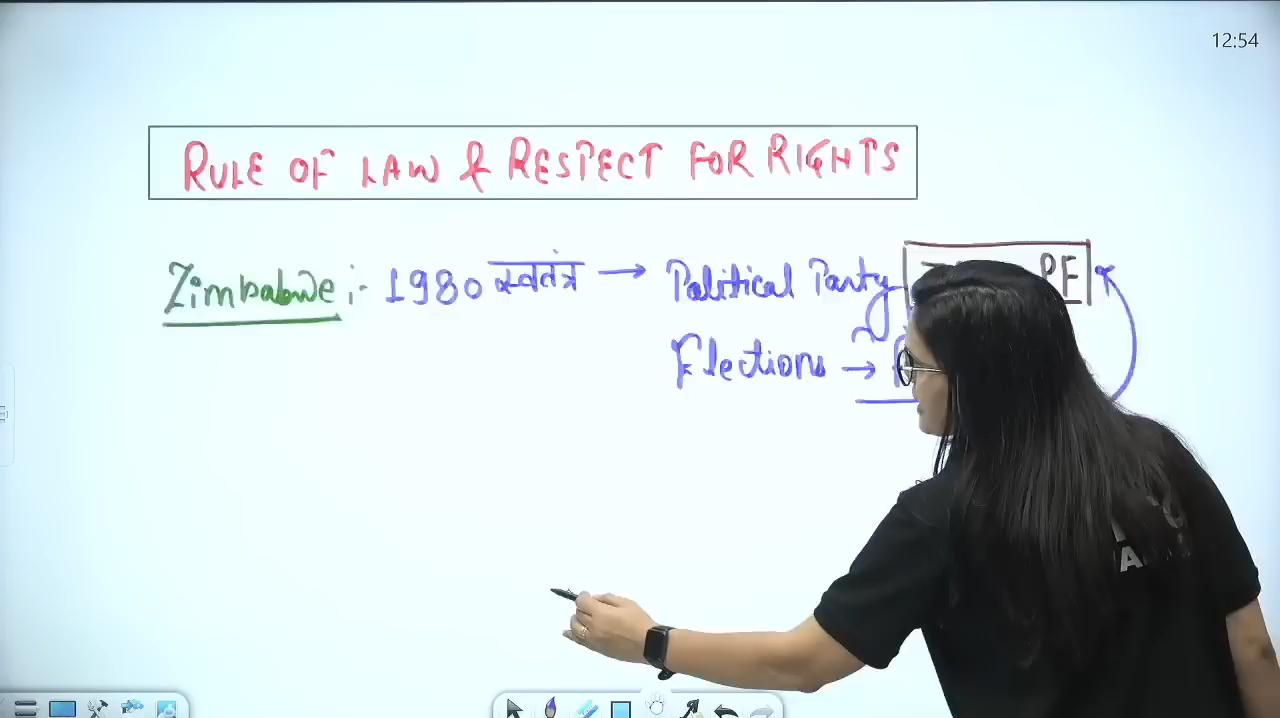 12:54
RULE OF LAW & RESPECT FOR RIGHTS
Zimbabwe :- 1980 स्वतंत्र → Political Party PF
Elections →